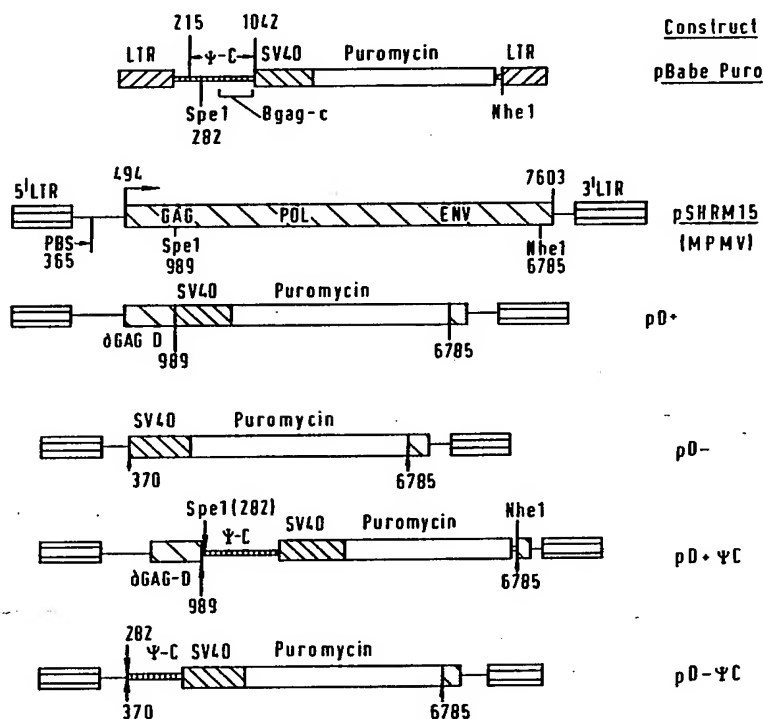 215 1042 Construct
LTR Ψ-C SV40 Puromycin LTR pBabe Puro
Spe1 Bgag-c Nhe1
282
494 7603
5'LTR 3'LTR pSHRM15
GAG POL ENV (MPMV)
PBS Spe1 Nhe1
365 989 6785
SV40 Puromycin pD+
∂GAG D 989 6785
SV40 Puromycin pD-
370 6785
Spe1(282) Nhe1
Ψ-C SV40 Puromycin pD+ΨC
∂GAG-D 6785
989
282 Ψ-C SV40 Puromycin pD-ΨC
370 6785